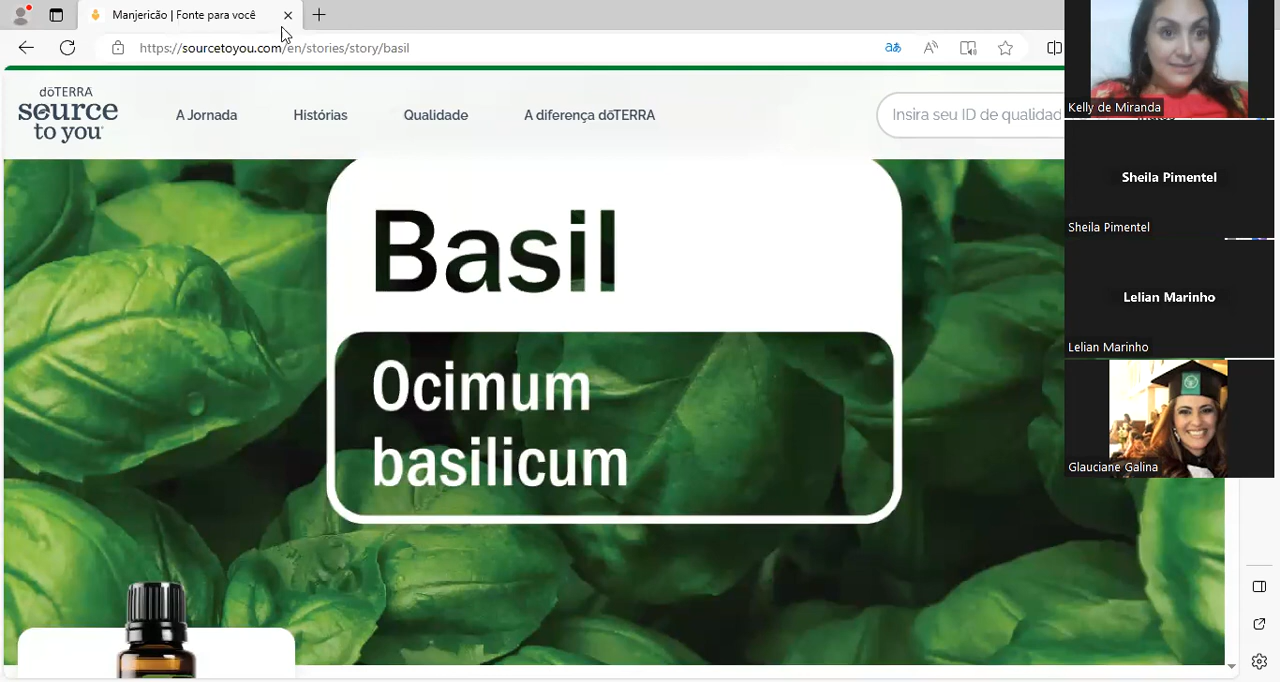 Manjericão | Fonte para você
https://sourcetoyou.com/en/stories/story/basil
dōTERRA
source
to you
A Jornada
Histórias
Qualidade
A diferença dōTERRA
Insira seu ID de qualidad
Basil
Ocimum
basilicum
Kelly de Miranda
Sheila Pimentel
Sheila Pimentel
Lelian Marinho
Lelian Marinho
Glauciane Galina